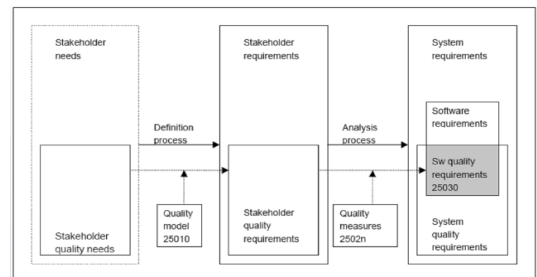 Stakeholder
needs
Stakeholder
requirements
System
requirements
Software
requirements
Definition
process
Analysis
process
Sw quality
requirements
25030
Quality
model
25010
Stakeholder
quality
requirements
Quality
measures
2502n
System
quality
requirements
Stakeholder
quality needs